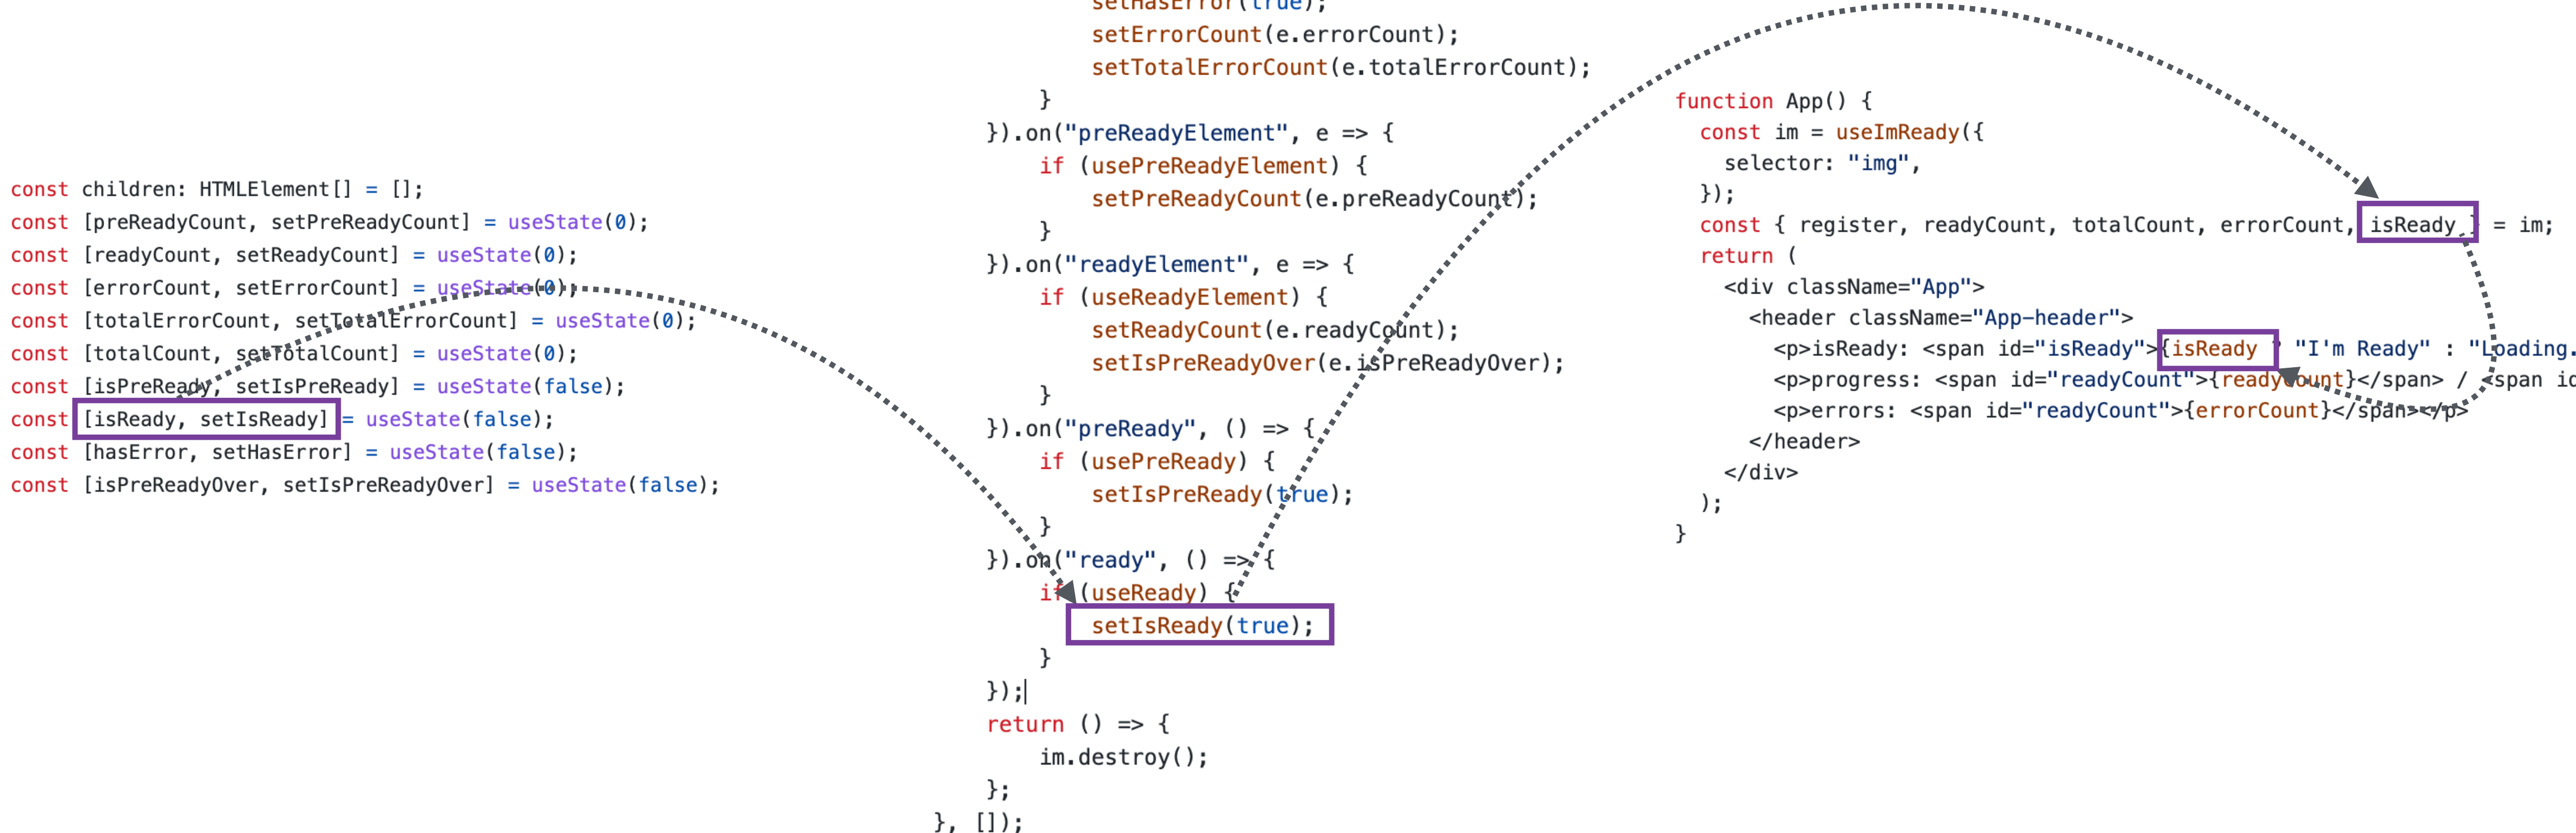 const children: HTMLElement[] = [];
const [preReadyCount, setPreReadyCount] = useState(0);
const [readyCount, setReadyCount] = useState(0);
const [errorCount, setErrorCount] = useState(0);
const [totalErrorCount, setTotalErrorCount] = useState(0);
const [totalCount, setTotalCount] = useState(0);
const [isPreReady, setIsPreReady] = useState(false);
const [isReady, setIsReady] = useState(false);
const [hasError, setHasError] = useState(false);
const [isPreReadyOver, setIsPreReadyOver] = useState(false);
setHasError(true);
setErrorCount(e.errorCount);
setTotalErrorCount(e.totalErrorCount);
}
}).on("preReadyElement", e => {
if (usePreReadyElement) {
setPreReadyCount(e.preReadyCount);
}
}).on("readyElement", e => {
if (useReadyElement) {
setReadyCount(e.readyCount);
setIsPreReadyOver(e.isPreReadyOver);
}
}).on("preReady", () => {
if (usePreReady) {
setIsPreReady(true);
}
}).on("ready", () => {
if (useReady) {
setIsReady(true);
}
});
return () => {
im.destroy();
};
}, []);
function App() {
const im = useImReady({
selector: "img",
});
const { register, readyCount, totalCount, errorCount, isReady } = im;
return (
<div className="App">
<header className="App-header">
<p>isReady: <span id="isReady">{isReady ? "I'm Ready" : "Loading.
<p>progress: <span id="readyCount">{readyCount}</span> / <span id
<p>errors: <span id="readyCount">{errorCount}</span></p>
</header>
</div>
);
}